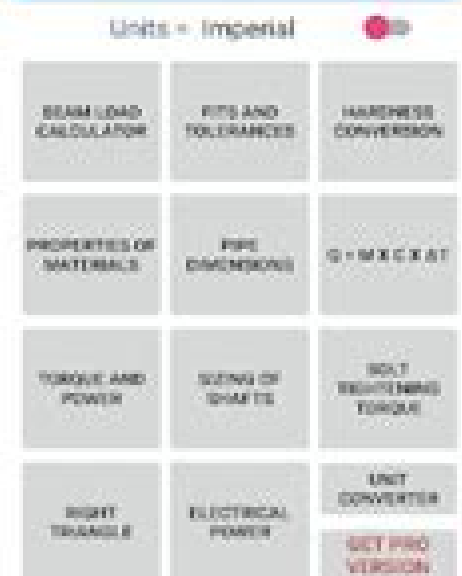 Units = Imperial
BEAM LOAD
CALCULATOR
FITS AND
TOLERANCES
HARDNESS
CONVERSION
PROPERTIES OF
MATERIALS
PIPE
DIMENSIONS
Q = M X C X ΔT
TORQUE AND
POWER
SIZING OF
SHAFTS
BOLT
TIGHTENING
TORQUE
RIGHT
TRIANGLE
ELECTRICAL
POWER
UNIT
CONVERTER
GET PRO
VERSION